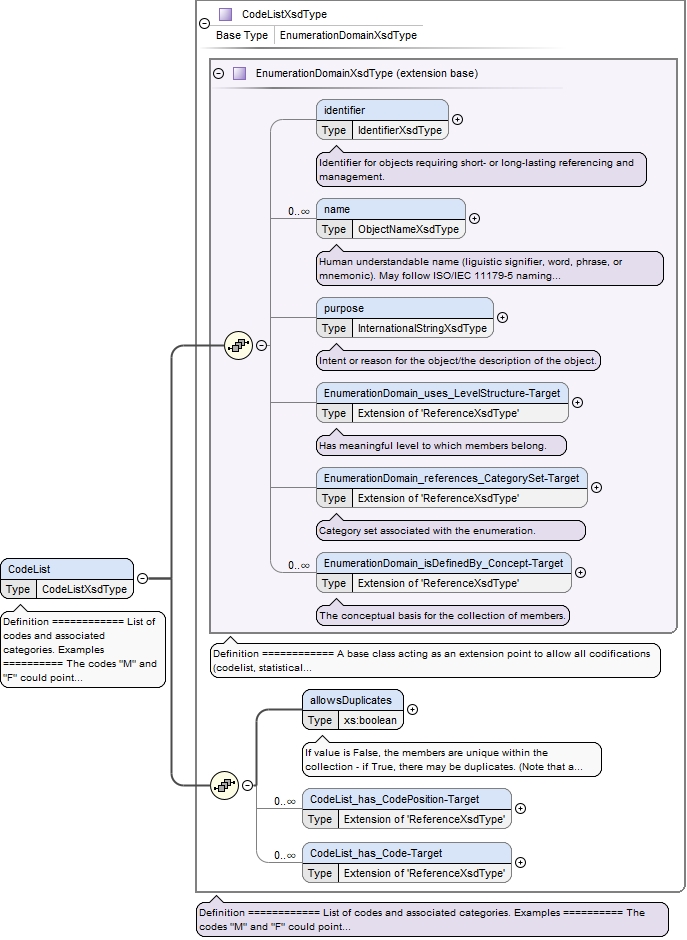 CodeListXsdType
Base Type EnumerationDomainXsdType
EnumerationDomainXsdType (extension base)
identifier
Type IdentifierXsdType
Identifier for objects requiring short- or long-lasting referencing and
management.
0..∞
name
Type ObjectNameXsdType
Human understandable name (liguistic signifier, word, phrase, or
mnemonic). May follow ISO/IEC 11179-5 naming...
purpose
Type InternationalStringXsdType
Intent or reason for the object/the description of the object.
EnumerationDomain_uses_LevelStructure-Target
Type Extension of 'ReferenceXsdType'
Has meaningful level to which members belong.
EnumerationDomain_references_CategorySet-Target
Type Extension of 'ReferenceXsdType'
Category set associated with the enumeration.
0..∞
EnumerationDomain_isDefinedBy_Concept-Target
Type Extension of 'ReferenceXsdType'
The conceptual basis for the collection of members.
CodeList
Type CodeListXsdType
Definition ============ List of
codes and associated
categories. Examples
========== The codes "M" and
"F" could point...
Definition ============ A base class acting as an extension point to allow all codifications
(codelist, statistical...
allowsDuplicates
Type xs:boolean
If value is False, the members are unique within the
collection - if True, there may be duplicates. (Note that a...
0..∞
CodeList_has_CodePosition-Target
Type Extension of 'ReferenceXsdType'
0..∞
CodeList_has_Code-Target
Type Extension of 'ReferenceXsdType'
Definition ============ List of codes and associated categories. Examples ========== The
codes "M" and "F" could point...